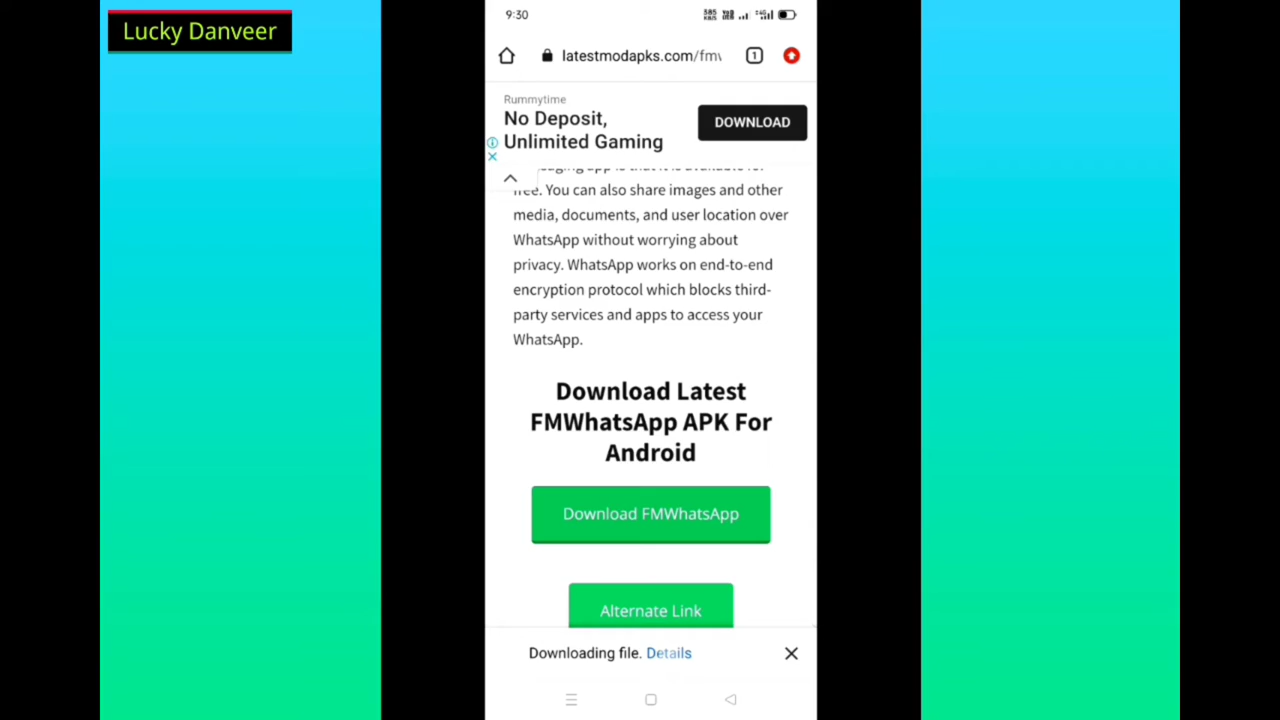 Lucky Danveer
9:30
585
KB/S
4G
latestmodapks.com/fm
1
Rummytime
No Deposit,
Unlimited Gaming
DOWNLOAD
free. You can also share images and other
media, documents, and user location over
WhatsApp without worrying about
privacy. WhatsApp works on end-to-end
encryption protocol which blocks third-
party services and apps to access your
WhatsApp.
Download Latest
FMWhatsApp APK For
Android
Download FMWhatsApp
Alternate Link
Downloading file. Details